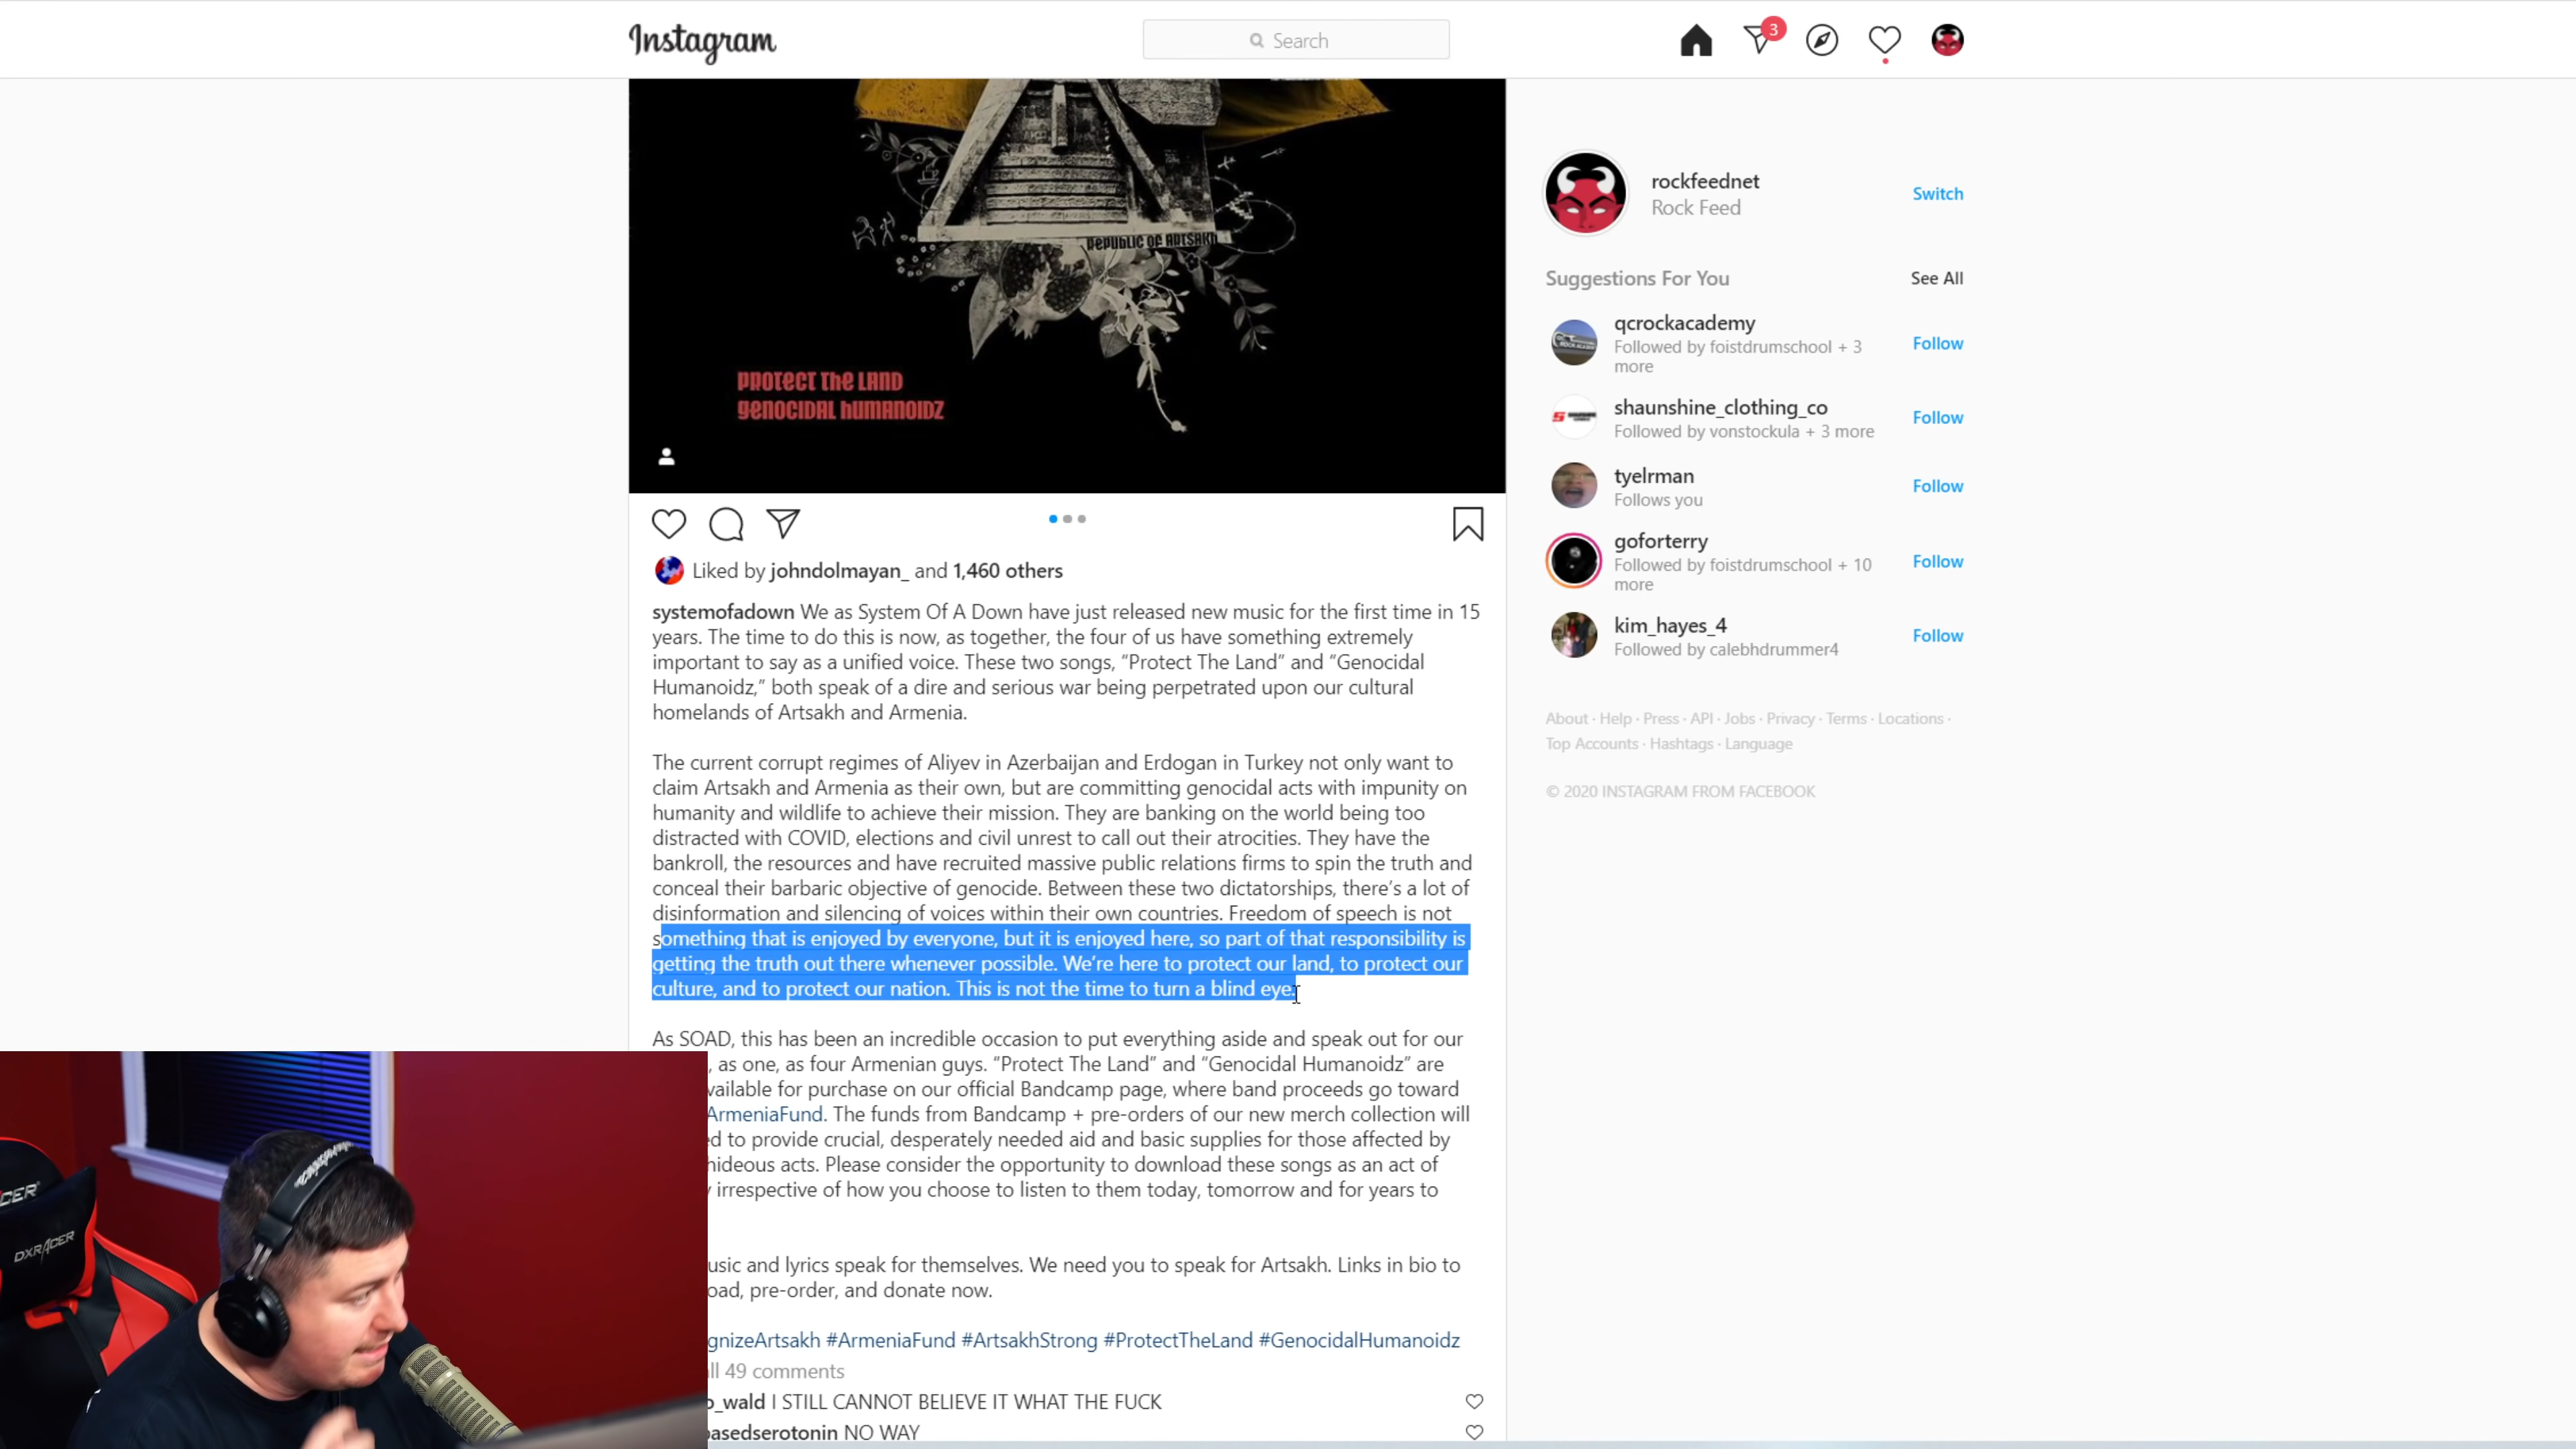 Instagram
Search
3
REPUBLIC OF ARTSAKH
PROTECT THE LAND
GENOCIDAL HUMANOIDZ
Liked by johndolmayan_ and 1,460 others
systemofadown We as System Of A Down have just released new music for the first time in 15
years. The time to do this is now, as together, the four of us have something extremely
important to say as a unified voice. These two songs, “Protect The Land” and “Genocidal
Humanoidz,” both speak of a dire and serious war being perpetrated upon our cultural
homelands of Artsakh and Armenia.
The current corrupt regimes of Aliyev in Azerbaijan and Erdogan in Turkey not only want to
claim Artsakh and Armenia as their own, but are committing genocidal acts with impunity on
humanity and wildlife to achieve their mission. They are banking on the world being too
distracted with COVID, elections and civil unrest to call out their atrocities. They have the
bankroll, the resources and have recruited massive public relations firms to spin the truth and
conceal their barbaric objective of genocide. Between these two dictatorships, there’s a lot of
disinformation and silencing of voices within their own countries. Freedom of speech is not
something that is enjoyed by everyone, but it is enjoyed here, so part of that responsibility is
getting the truth out there whenever possible. We’re here to protect our land, to protect our
culture, and to protect our nation. This is not the time to turn a blind eye.
As SOAD, this has been an incredible occasion to put everything aside and speak out for our
, as one, as four Armenian guys. “Protect The Land” and “Genocidal Humanoidz” are
vailable for purchase on our official Bandcamp page, where band proceeds go toward
ArmeniaFund. The funds from Bandcamp + pre-orders of our new merch collection will
ed to provide crucial, desperately needed aid and basic supplies for those affected by
hideous acts. Please consider the opportunity to download these songs as an act of
y irrespective of how you choose to listen to them today, tomorrow and for years to
usic and lyrics speak for themselves. We need you to speak for Artsakh. Links in bio to
oad, pre-order, and donate now.
gnizeArtsakh #ArmeniaFund #ArtsakhStrong #ProtectTheLand #GenocidalHumanoidz
all 49 comments
o_wald I STILL CANNOT BELIEVE IT WHAT THE FUCK
basedserotonin NO WAY
rockfeednet
Rock Feed
Switch
Suggestions For You
See All
qcrockacademy
Followed by foistdrumschool + 3
more
Follow
shaunshine_clothing_co
Followed by vonstockula + 3 more
Follow
tyelrman
Follows you
Follow
goforterry
Followed by foistdrumschool + 10
more
Follow
kim_hayes_4
Followed by calebhdrummer4
Follow
About · Help · Press · API · Jobs · Privacy · Terms · Locations ·
Top Accounts · Hashtags · Language
© 2020 INSTAGRAM FROM FACEBOOK
CER
DXRACER